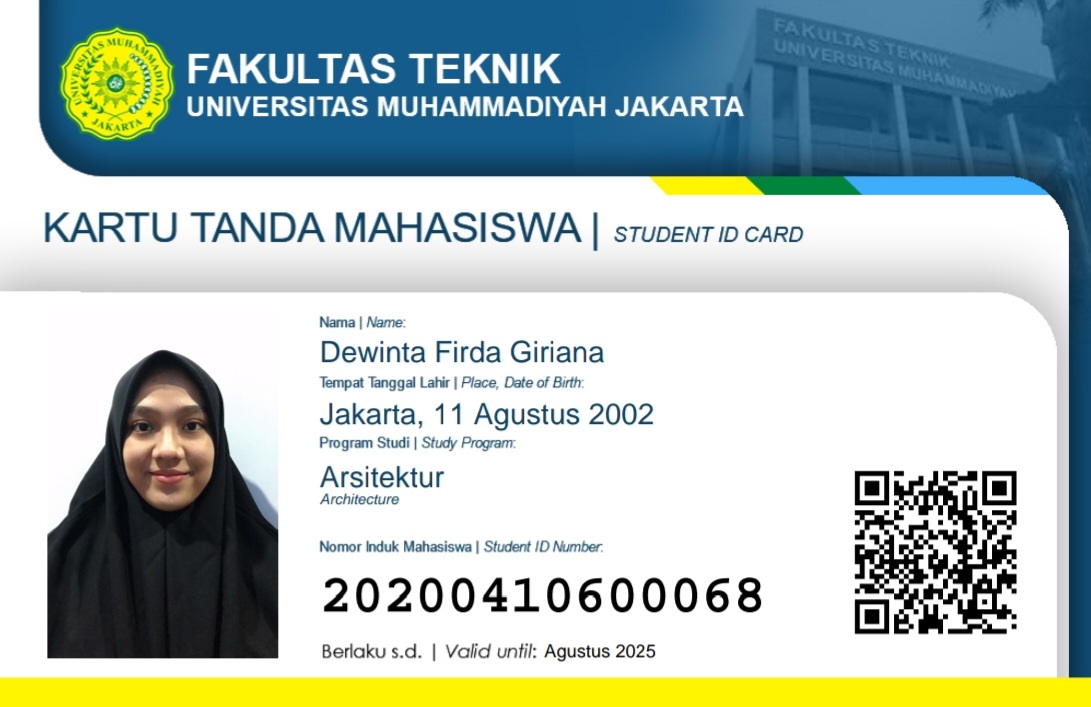 UNIVERSITAS MUHAMMADIYAH
JAKARTA
FAKULTAS TEKNIK
UNIVERSITAS MUHAMMADIYAH JAKARTA
FAKULTAS TEKNIK
UNIVERSITAS MUHAMMADIYAH JAKARTA
KARTU TANDA MAHASISWA | STUDENT ID CARD
Nama | Name:
Dewinta Firda Giriana
Tempat Tanggal Lahir | Place, Date of Birth:
Jakarta, 11 Agustus 2002
Program Studi | Study Program:
Arsitektur
Architecture
Nomor Induk Mahasiswa | Student ID Number:
20200410600068
Berlaku s.d. | Valid until: Agustus 2025